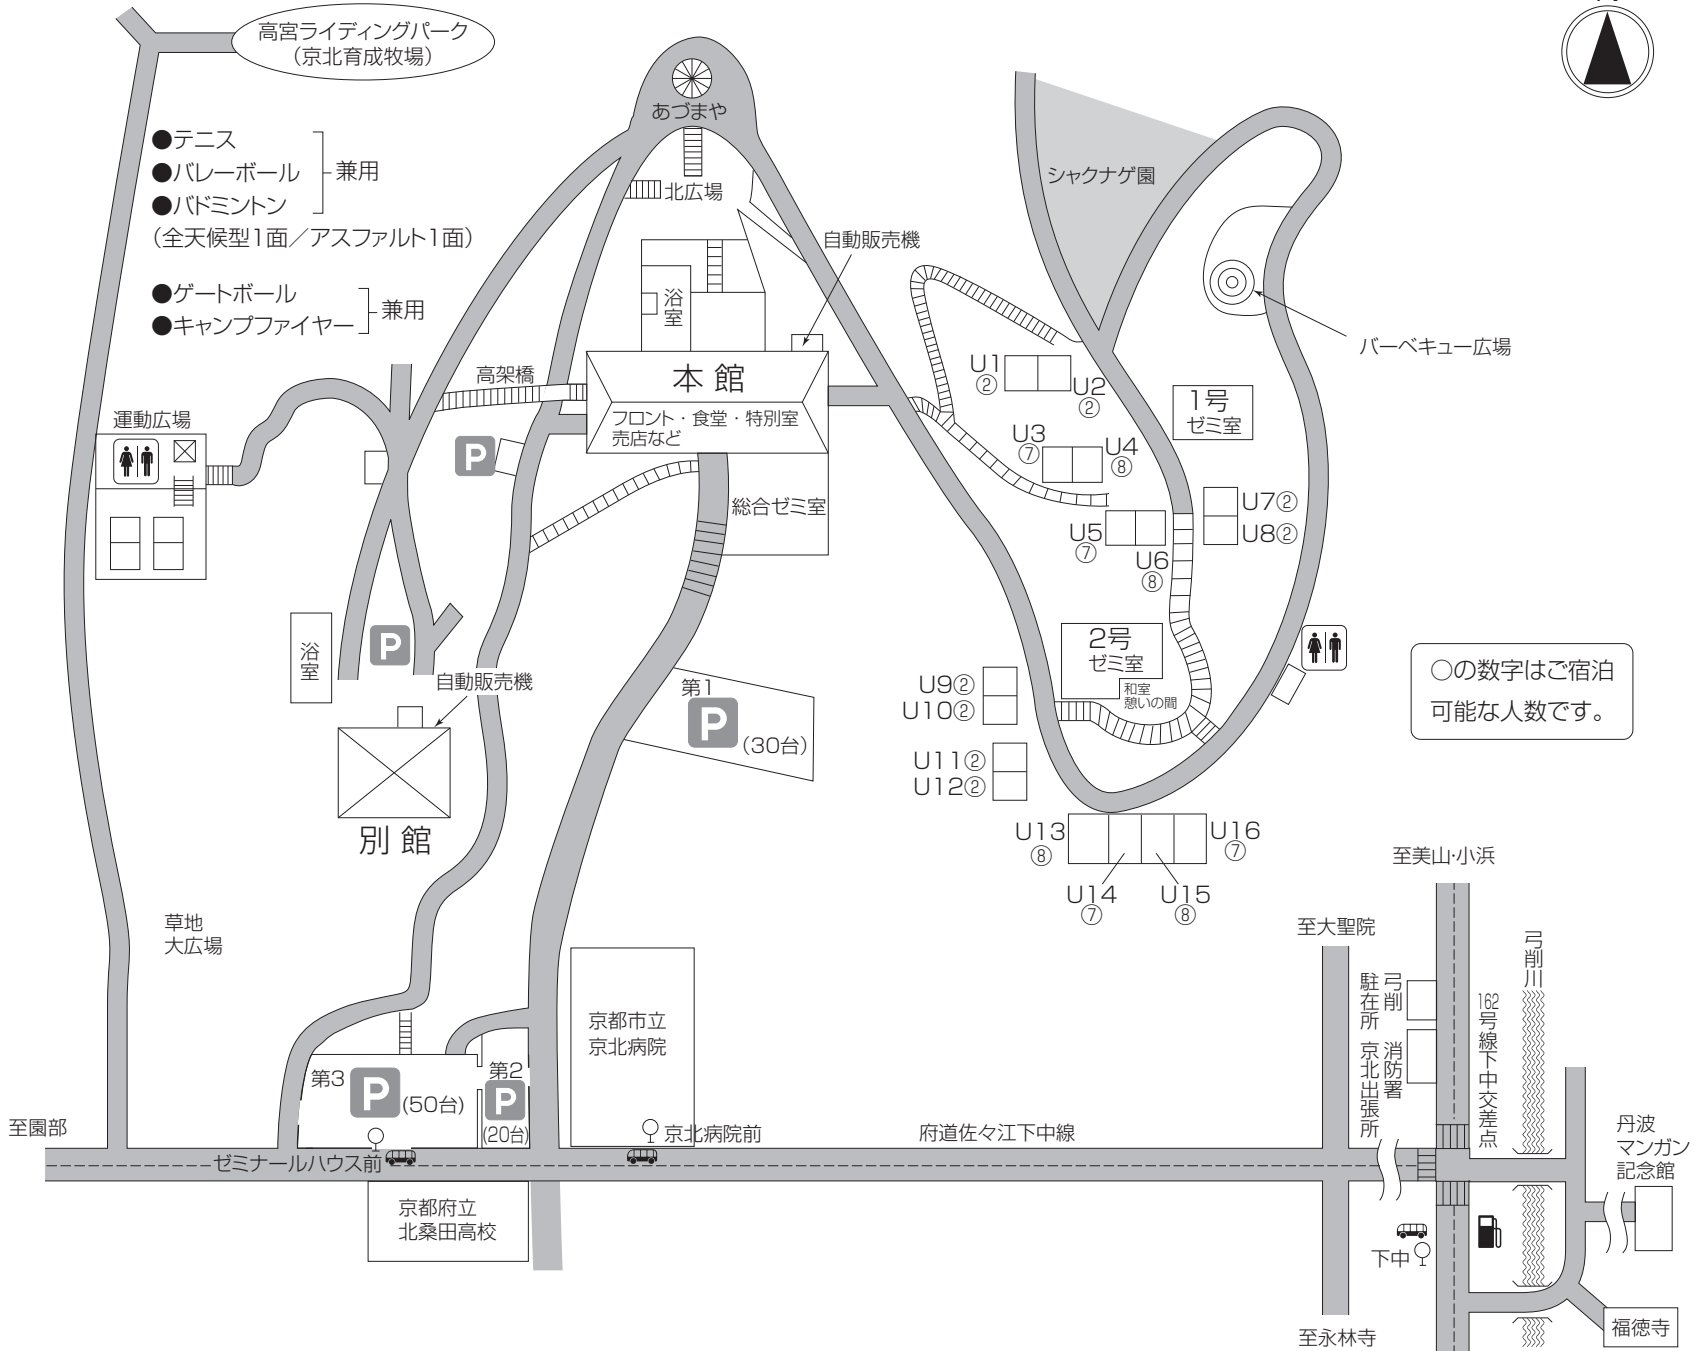 高宮ライディングパーク
(京北育成牧場)
あづまや
●テニス
●バレーボール
●バドミントン
兼用
(全天候型1面／アスファルト1面)
●ゲートボール
●キャンプファイヤー
兼用
北広場
シャクナゲ園
自動販売機
浴室
バーベキュー広場
高架橋
本館
フロント・食堂・特別室
売店など
運動広場
P
総合ゼミ室
U1
②
U2
②
1号
ゼミ室
U3
⑦
U4
⑧
U5
⑦
U6
⑧
U7②
U8②
浴室
P
自動販売機
別館
第1
P
(30台)
2号
ゼミ室
和室
憩いの間
U9②
U10②
U11②
U12②
U13
⑧
U14
⑦
U15
⑧
U16
⑦
○の数字はご宿泊
可能な人数です。
草地
大広場
京都市立
京北病院
第3
P
(50台)
第2
P
(20台)
至園部
ゼミナールハウス前
京北病院前
府道佐々江下中線
京都府立
北桑田高校
至美山・小浜
至大聖院
弓削
駐在所
消防署
京北出張所
162号線下中交差点
弓削川
丹波
マンガン
記念館
下中
至永林寺
福徳寺